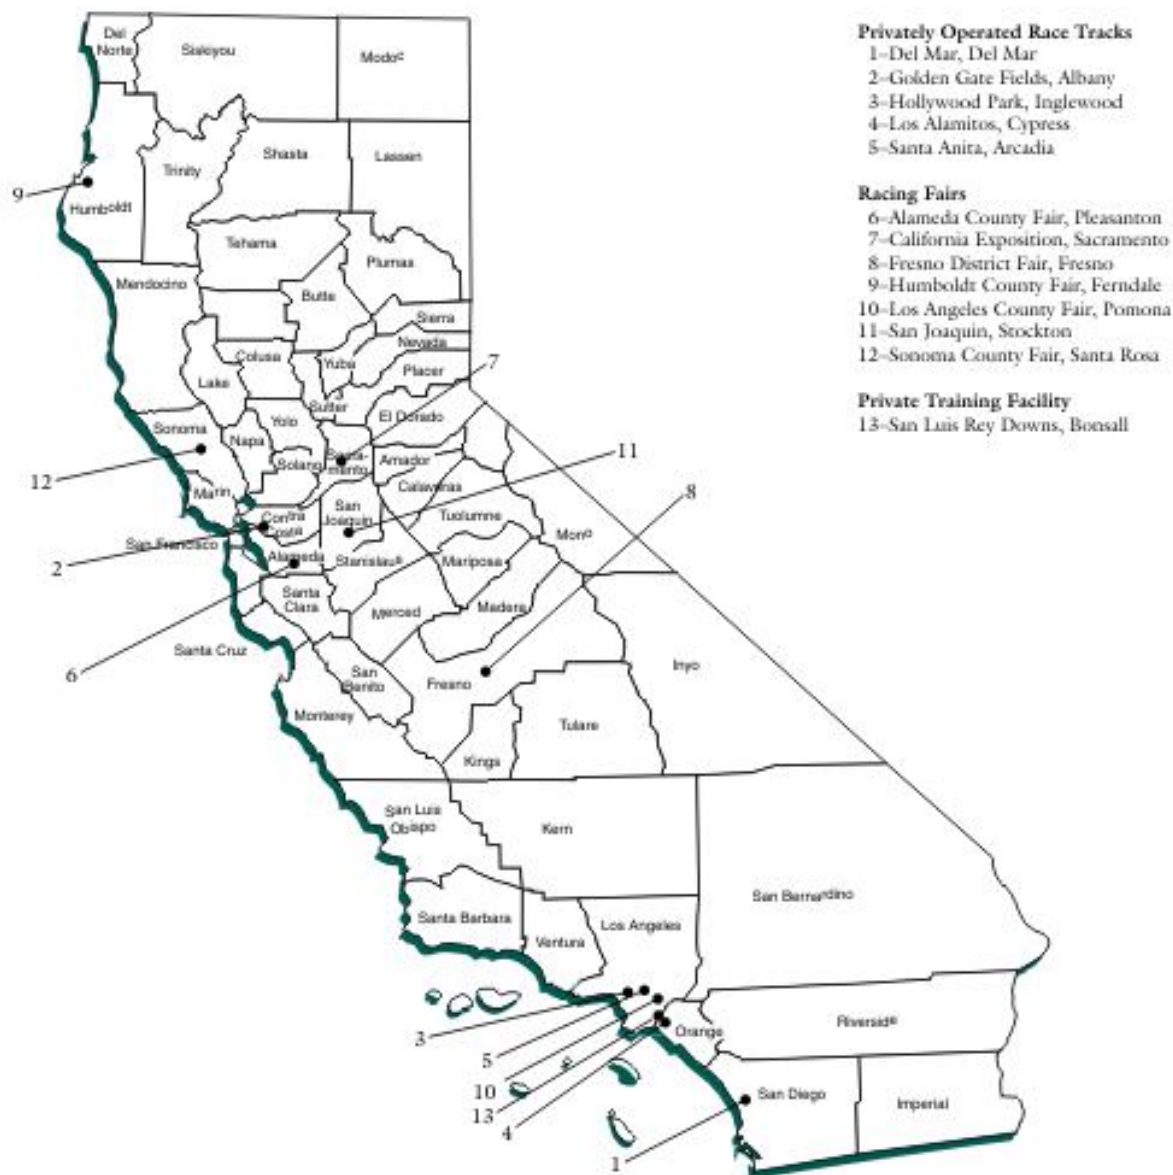 Privately Operated Race Tracks
1–Del Mar, Del Mar
2–Golden Gate Fields, Albany
3–Hollywood Park, Inglewood
4–Los Alamitos, Cypress
5–Santa Anita, Arcadia
Racing Fairs
6–Alameda County Fair, Pleasanton
7–California Exposition, Sacramento
8–Fresno District Fair, Fresno
9–Humboldt County Fair, Ferndale
10–Los Angeles County Fair, Pomona
11–San Joaquin, Stockton
12–Sonoma County Fair, Santa Rosa
Private Training Facility
13–San Luis Rey Downs, Bonsall
Del
Norte
Siskiyou
Modoc
Shasta
Lassen
Trinity
9
Humboldt
Tehama
Plumas
Mendocino
Butte
Sierra
Nevada
Colusa
Yuba
Placer
7
Lake
Sutter
El Dorado
Sonoma
Yolo
Napa
Solano
Sacra-
mento
Amador
11
12
Marin
Calaveras
8
San
Joaquin
Tuolumne
Contra
Costa
Mono
San Francisco
2
Alameda
Stanislaus
Mariposa
Santa
Clara
Merced
Madera
Santa Cruz
6
San
Benito
Fresno
Inyo
Monterey
Tulare
Kings
San Luis
Obispo
Kern
San Bernardino
Santa Barbara
Los Angeles
Ventura
3
Orange
Riverside
5
10
13
4
San Diego
Imperial
1